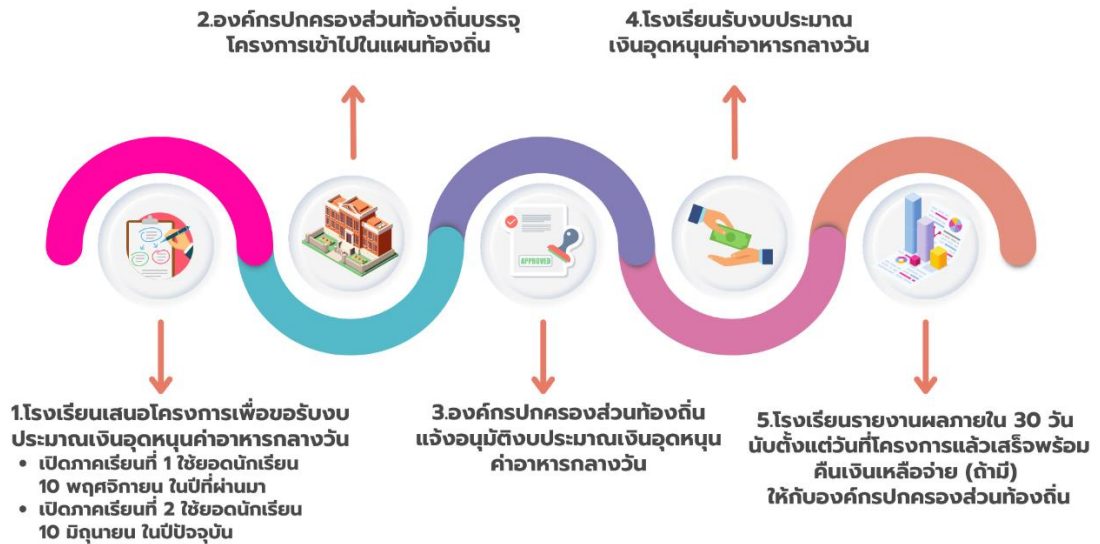 2.องค์กรปกครองส่วนท้องถิ่นบรรจุ
โครงการเข้าไปในแผนท้องถิ่น
4.โรงเรียนรับงบประมาณ
เงินอุดหนุนค่าอาหารกลางวัน
APPROVED
1.โรงเรียนเสนอโครงการเพื่อขอรับงบ
ประมาณเงินอุดหนุนค่าอาหารกลางวัน
• เปิดภาคเรียนที่ 1 ใช้ยอดนักเรียน
10 พฤศจิกายน ในปีที่ผ่านมา
• เปิดภาคเรียนที่ 2 ใช้ยอดนักเรียน
10 มิถุนายน ในปีปัจจุบัน
3.องค์กรปกครองส่วนท้องถิ่น
แจ้งอนุมัติงบประมาณเงินอุดหนุน
ค่าอาหารกลางวัน
5.โรงเรียนรายงานผลภายใน 30 วัน
นับตั้งแต่วันที่โครงการแล้วเสร็จพร้อม
คืนเงินเหลือจ่าย (ถ้ามี)
ให้กับองค์กรปกครองส่วนท้องถิ่น